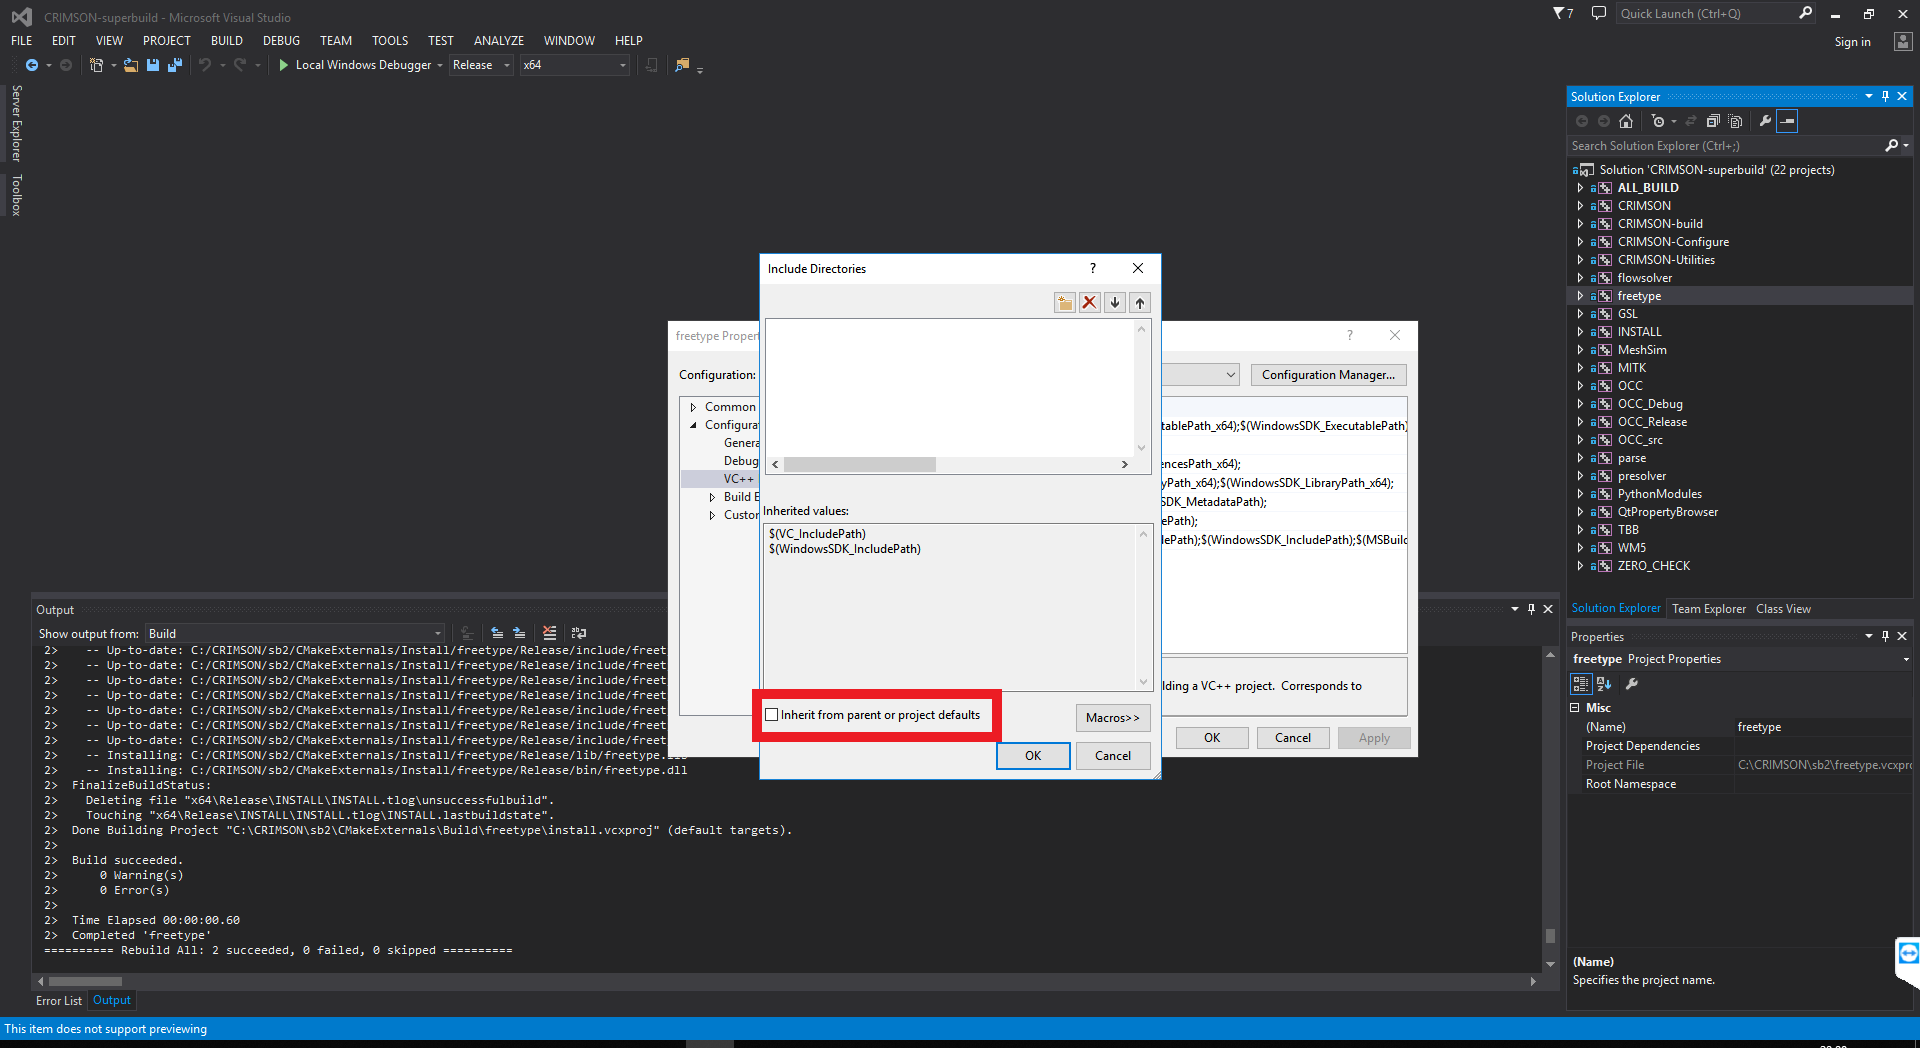 CRIMSON-superbuild - Microsoft Visual Studio
7
Quick Launch (Ctrl+Q)
FILE EDIT VIEW PROJECT BUILD DEBUG TEAM TOOLS TEST ANALYZE WINDOW HELP
Sign in
Local Windows Debugger Release x64
Server Explorer
Toolbox
Solution Explorer
Search Solution Explorer (Ctrl+;)
Solution 'CRIMSON-superbuild' (22 projects)
ALL_BUILD
CRIMSON
CRIMSON-build
CRIMSON-Configure
CRIMSON-Utilities
flowsolver
freetype
GSL
INSTALL
MeshSim
MITK
OCC
OCC_Debug
OCC_Release
OCC_src
parse
presolver
PythonModules
QtPropertyBrowser
TBB
WM5
ZERO_CHECK
Solution Explorer Team Explorer Class View
Include Directories
?
Inherited values:
$(VC_IncludePath)
$(WindowsSDK_IncludePath)
Inherit from parent or project defaults
Macros>>
OK Cancel
freetype Propert
?
Configuration:
Configuration Manager...
Common
Configura
Genera
Debug
VC++
Build E
Custor
tablePath_x64);$(WindowsSDK_ExecutablePath)
encesPath_x64);
yPath_x64);$(WindowsSDK_LibraryPath_x64);
SDK_MetadataPath);
ePath);
lePath);$(WindowsSDK_IncludePath);$(MSBuild
lding a VC++ project. Corresponds to
OK Cancel Apply
Output
Show output from: Build
2> -- Up-to-date: C:/CRIMSON/sb2/CMakeExternals/Install/freetype/Release/include/freet
2> -- Up-to-date: C:/CRIMSON/sb2/CMakeExternals/Install/freetype/Release/include/freet
2> -- Up-to-date: C:/CRIMSON/sb2/CMakeExternals/Install/freetype/Release/include/freet
2> -- Up-to-date: C:/CRIMSON/sb2/CMakeExternals/Install/freetype/Release/include/freet
2> -- Up-to-date: C:/CRIMSON/sb2/CMakeExternals/Install/freetype/Release/include/freet
2> -- Up-to-date: C:/CRIMSON/sb2/CMakeExternals/Install/freetype/Release/include/freet
2> -- Up-to-date: C:/CRIMSON/sb2/CMakeExternals/Install/freetype/Release/include/freet
2> -- Installing: C:/CRIMSON/sb2/CMakeExternals/Install/freetype/Release/lib/freetype.lib
2> -- Installing: C:/CRIMSON/sb2/CMakeExternals/Install/freetype/Release/bin/freetype.dll
2> FinalizeBuildStatus:
2> Deleting file "x64\Release\INSTALL\INSTALL.tlog\unsuccessfulbuild".
2> Touching "x64\Release\INSTALL\INSTALL.tlog\INSTALL.lastbuildstate".
2> Done Building Project "C:\CRIMSON\sb2\CMakeExternals\Build\freetype\install.vcxproj" (default targets).
2>
2> Build succeeded.
2> 0 Warning(s)
2> 0 Error(s)
2>
2> Time Elapsed 00:00:00.60
2> Completed 'freetype'
========== Rebuild All: 2 succeeded, 0 failed, 0 skipped ==========
Error List Output
Properties
freetype Project Properties
Misc
(Name) freetype
Project Dependencies
Project File C:\CRIMSON\sb2\freetype.vcxpro
Root Namespace
(Name)
Specifies the project name.
This item does not support previewing